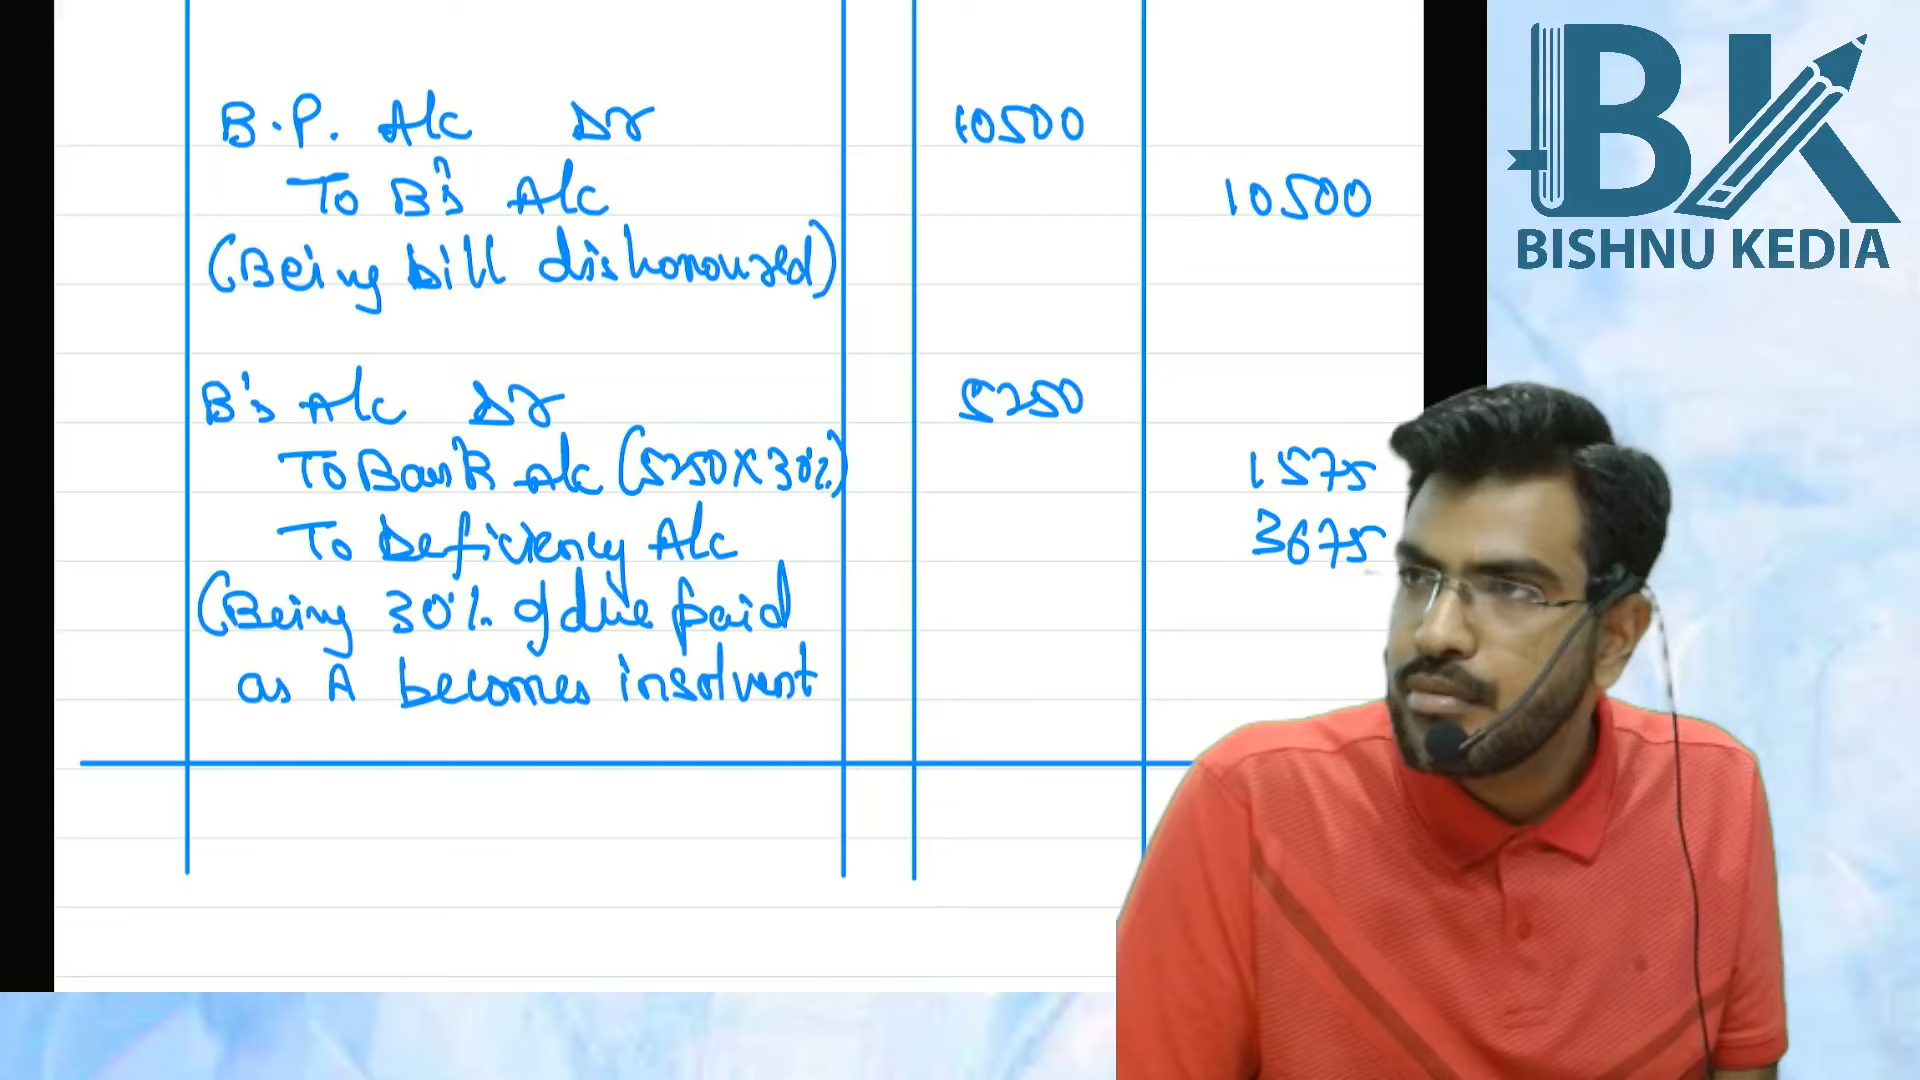 B.P. A/c Dr 10500
To B's A/c 10500
(Being bill dishonoured)
B's A/c Dr 5250
To Bank A/c (5250X30%) 1575
To Deficiency A/c 3675
(Being 30% of due paid
as A becomes insolvent
BK
BISHNU KEDIA